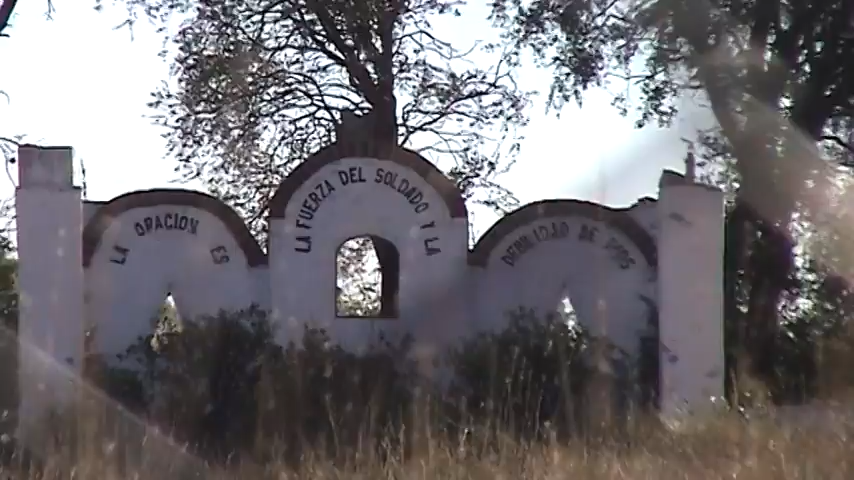 LA ORACION ES
LA FUERZA DEL SOLDADO Y LA
DEBILIDAD DE DIOS